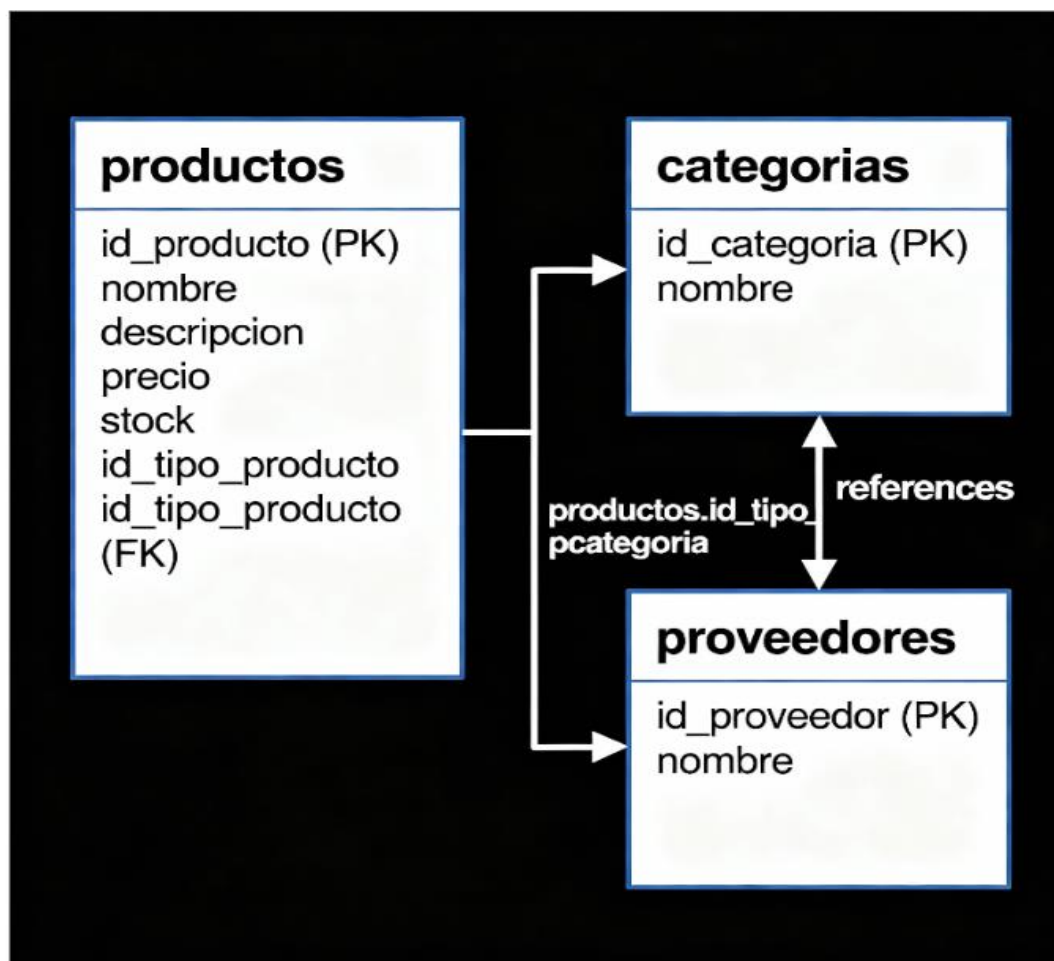 productos
id_producto (PK)
nombre
descripcion
precio
stock
id_tipo_producto
id_tipo_producto
(FK)
categorias
id_categoria (PK)
nombre
productos.id_tipo_
pcategoria
references
proveedores
id_proveedor (PK)
nombre